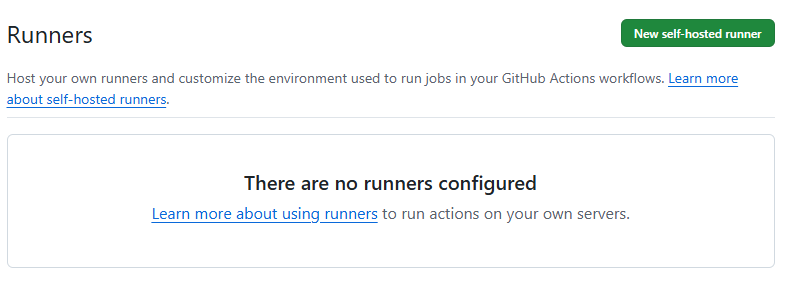 Runners
New self-hosted runner
Host your own runners and customize the environment used to run jobs in your GitHub Actions workflows. Learn more
about self-hosted runners.
There are no runners configured
Learn more about using runners to run actions on your own servers.